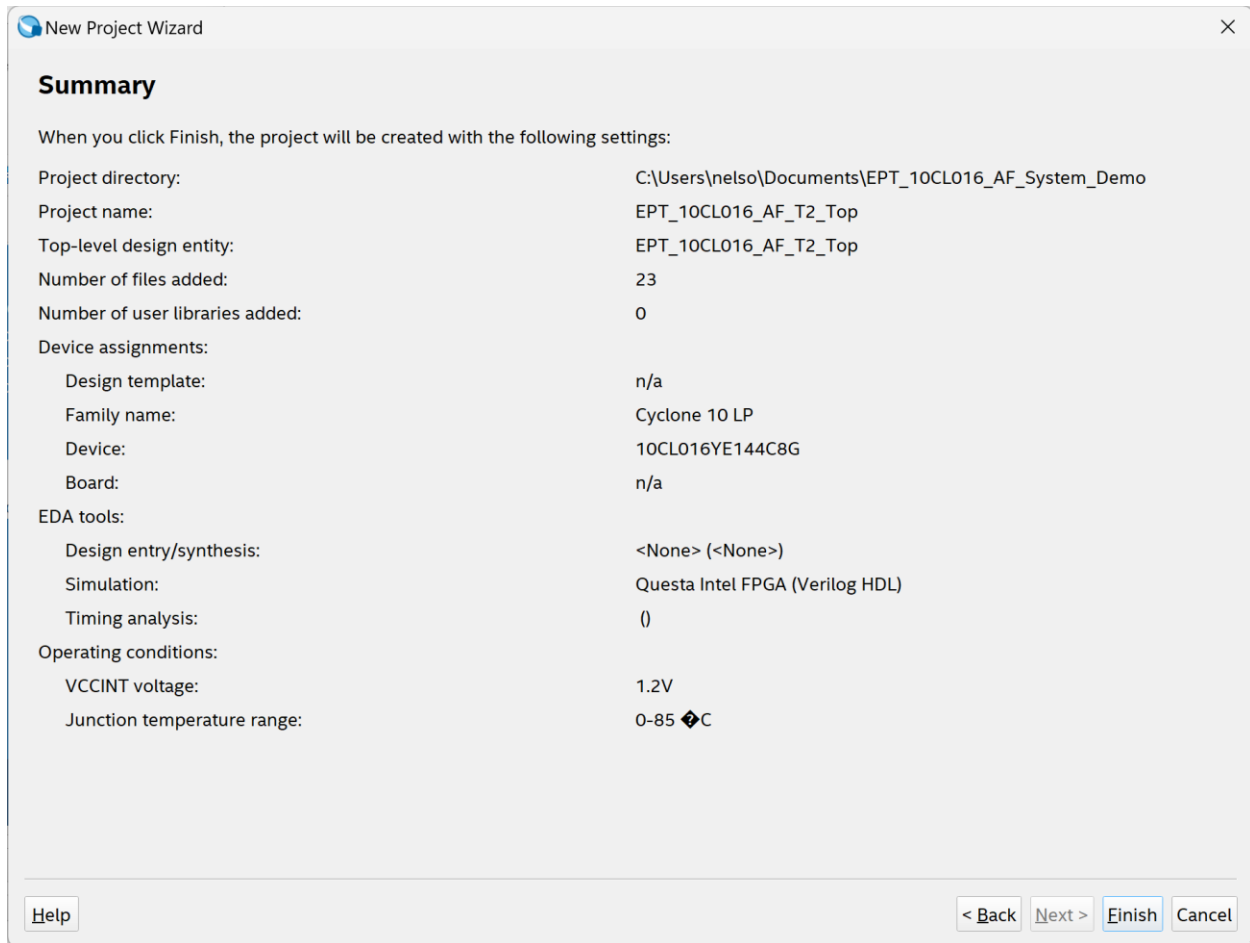 New Project Wizard
Summary
When you click Finish, the project will be created with the following settings:
Project directory: C:\Users\nelso\Documents\EPT_10CL016_AF_System_Demo
Project name: EPT_10CL016_AF_T2_Top
Top-level design entity: EPT_10CL016_AF_T2_Top
Number of files added: 23
Number of user libraries added: 0
Device assignments:
Design template: n/a
Family name: Cyclone 10 LP
Device: 10CL016YE144C8G
Board: n/a
EDA tools:
Design entry/synthesis: <None> (<None>)
Simulation: Questa Intel FPGA (Verilog HDL)
Timing analysis: ()
Operating conditions:
VCCINT voltage: 1.2V
Junction temperature range: 0-85 �C
Help < Back Next > Finish Cancel